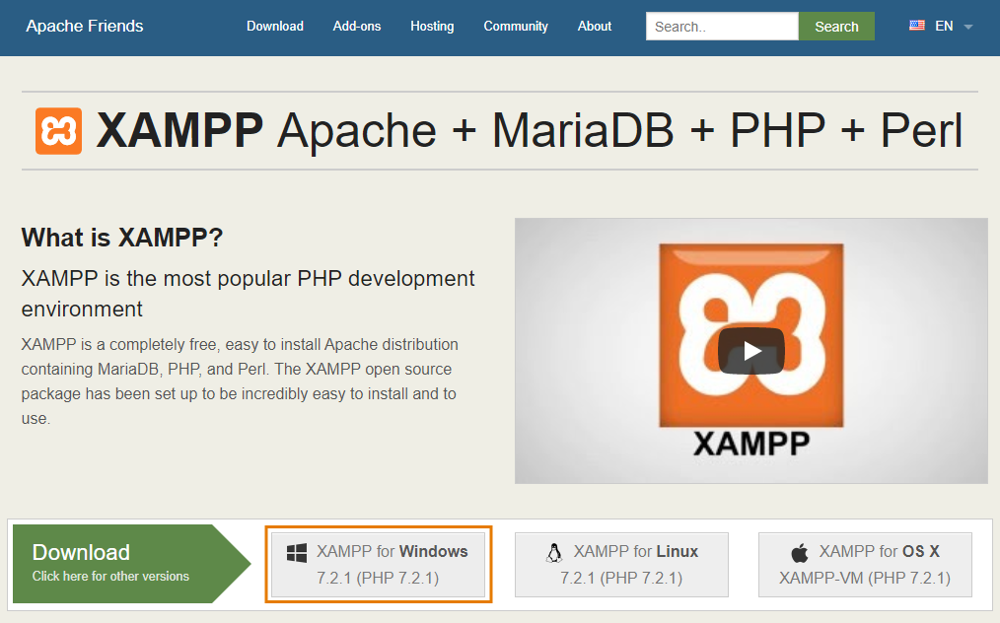 Apache Friends
Download
Add-ons
Hosting
Community
About
Search..
Search
EN
XAMPP Apache + MariaDB + PHP + Perl
What is XAMPP?
XAMPP is the most popular PHP development
environment
XAMPP is a completely free, easy to install Apache distribution
containing MariaDB, PHP, and Perl. The XAMPP open source
package has been set up to be incredibly easy to install and to
use.
XAMPP
Download
Click here for other versions
XAMPP for Windows
7.2.1 (PHP 7.2.1)
XAMPP for Linux
7.2.1 (PHP 7.2.1)
XAMPP for OS X
XAMPP-VM (PHP 7.2.1)